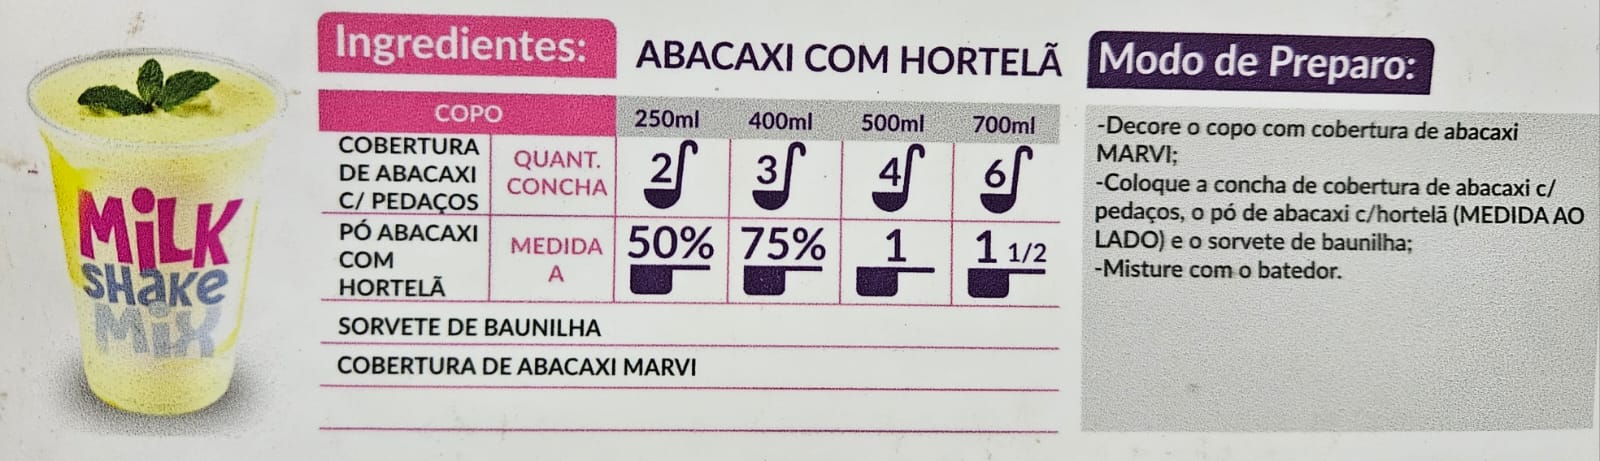 MiLK
SHaKe
MiX
Ingredientes:
ABACAXI COM HORTELÃ
COPO
250ml 400ml 500ml 700ml
COBERTURA
DE ABACAXI
C/ PEDAÇOS
QUANT.
CONCHA
2 3 4 6
PÓ ABACAXI
COM
HORTELÃ
MEDIDA
A
50% 75% 1 1 1/2
SORVETE DE BAUNILHA
COBERTURA DE ABACAXI MARVI
Modo de Preparo:
-Decore o copo com cobertura de abacaxi
MARVI;
-Coloque a concha de cobertura de abacaxi c/
pedaços, o pó de abacaxi c/hortelã (MEDIDA AO
LADO) e o sorvete de baunilha;
-Misture com o batedor.